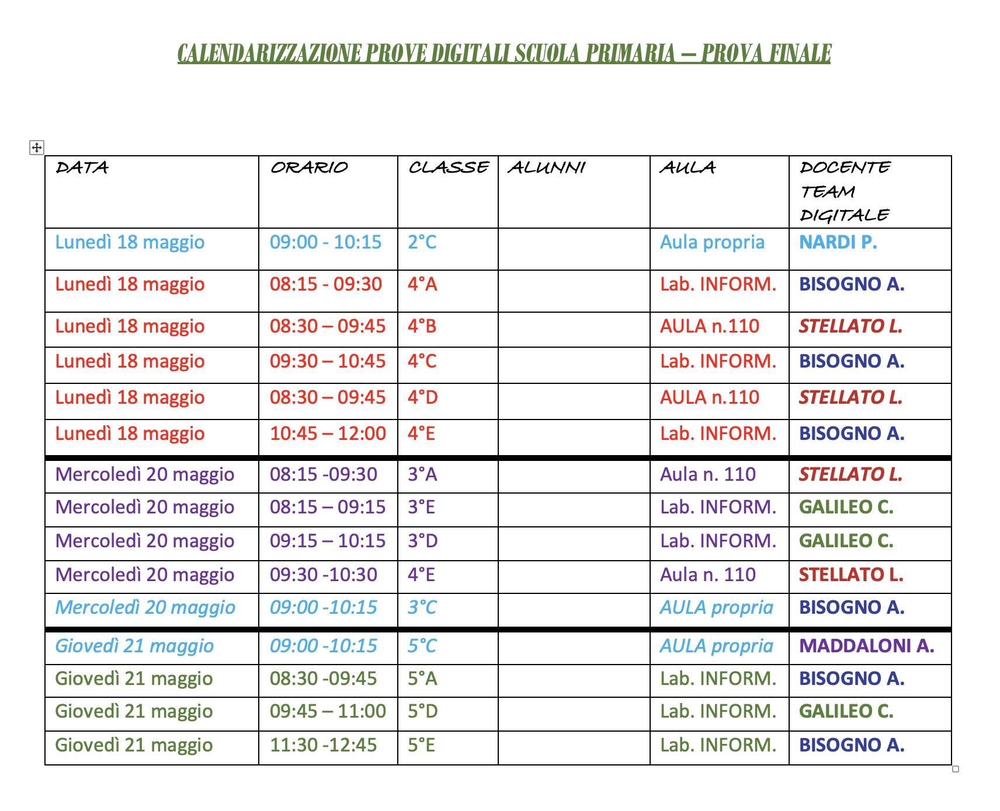 CALENDARIZZAZIONE PROVE DIGITALI SCUOLA PRIMARIA – PROVA FINALE
DATA ORARIO CLASSE ALUNNI AULA DOCENTE TEAM DIGITALE
Lunedì 18 maggio 09:00 - 10:15 2°C Aula propria NARDI P.
Lunedì 18 maggio 08:15 - 09:30 4°A Lab. INFORM. BISOGNO A.
Lunedì 18 maggio 08:30 – 09:45 4°B AULA n.110 STELLATO L.
Lunedì 18 maggio 09:30 – 10:45 4°C Lab. INFORM. BISOGNO A.
Lunedì 18 maggio 08:30 – 09:45 4°D AULA n.110 STELLATO L.
Lunedì 18 maggio 10:45 – 12:00 4°E Lab. INFORM. BISOGNO A.
Mercoledì 20 maggio 08:15 -09:30 3°A Aula n. 110 STELLATO L.
Mercoledì 20 maggio 08:15 – 09:15 3°E Lab. INFORM. GALILEO C.
Mercoledì 20 maggio 09:15 – 10:15 3°D Lab. INFORM. GALILEO C.
Mercoledì 20 maggio 09:30 -10:30 4°E Aula n. 110 STELLATO L.
Mercoledì 20 maggio 09:00 -10:15 3°C AULA propria BISOGNO A.
Giovedì 21 maggio 09:00 -10:15 5°C AULA propria MADDALONI A.
Giovedì 21 maggio 08:30 -09:45 5°A Lab. INFORM. BISOGNO A.
Giovedì 21 maggio 09:45 – 11:00 5°D Lab. INFORM. GALILEO C.
Giovedì 21 maggio 11:30 -12:45 5°E Lab. INFORM. BISOGNO A.